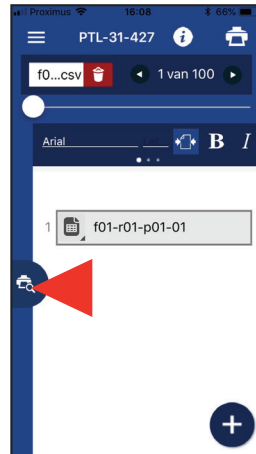 Proximus 16:08 66%
PTL-31-427 i
f0...csv 1 van 100
Arial B I
1 f01-r01-p01-01
+